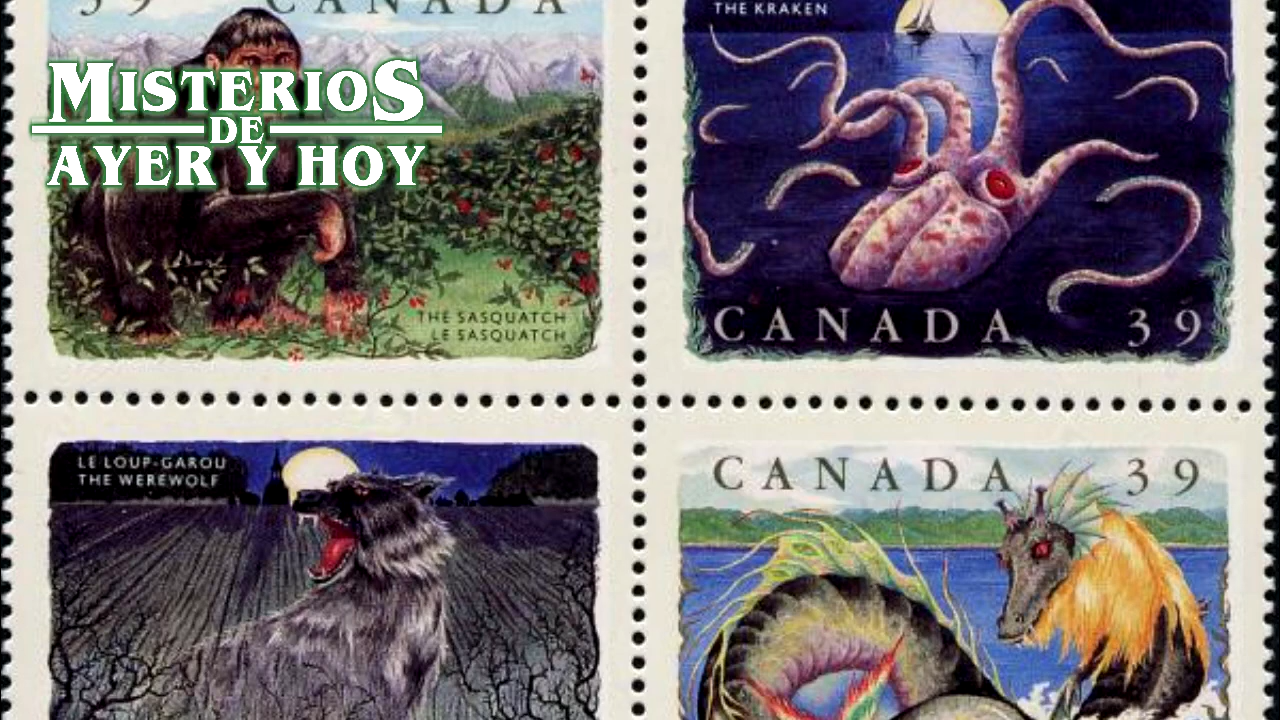 39 CANADA
MISTERIOS
DE
AYER Y HOY
THE SASQUATCH
LE SASQUATCH
THE KRAKEN
CANADA 39
LE LOUP-GAROU
THE WEREWOLF
CANADA 39